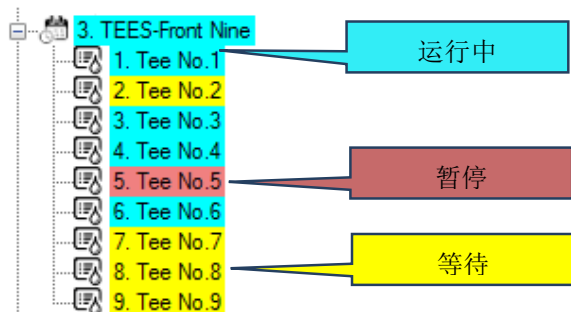 3. TEES-Front Nine
1. Tee No.1
运行中
2. Tee No.2
3. Tee No.3
4. Tee No.4
5. Tee No.5
暂停
6. Tee No.6
7. Tee No.7
8. Tee No.8
等待
9. Tee No.9